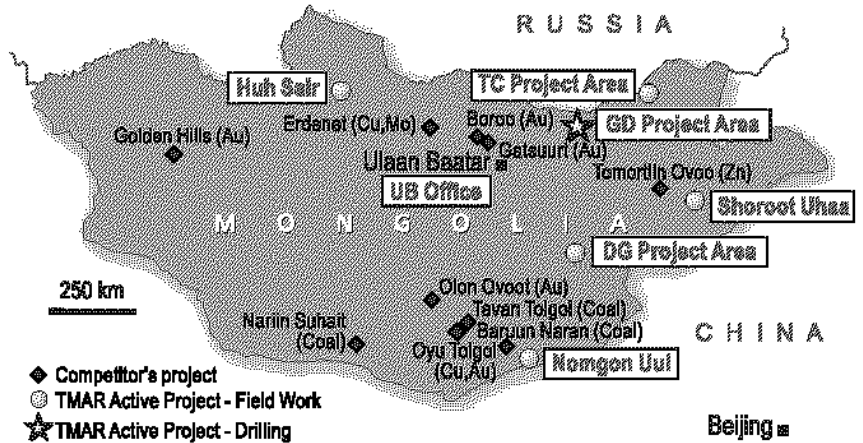 RUSSIA
Huh Sair
TC Project Area
Golden Hills (Au)
Erdenet (Cu,Mo)
Boroo (Au)
GD Project Area
Gatsuurt (Au)
Ulaan Baatar
UB Office
Tomortiin Ovoo (Zn)
Shoroot Uhaa
MONGOLIA
DG Project Area
250 km
Olon Ovoot (Au)
Tavan Tolgoi (Coal)
Nariin Suhait
(Coal)
Baruun Naran (Coal)
CHINA
Oyu Tolgoi
(Cu,Au)
Nomgon Uul
Competitor's project
TMAR Active Project - Field Work
TMAR Active Project - Drilling
Beijing